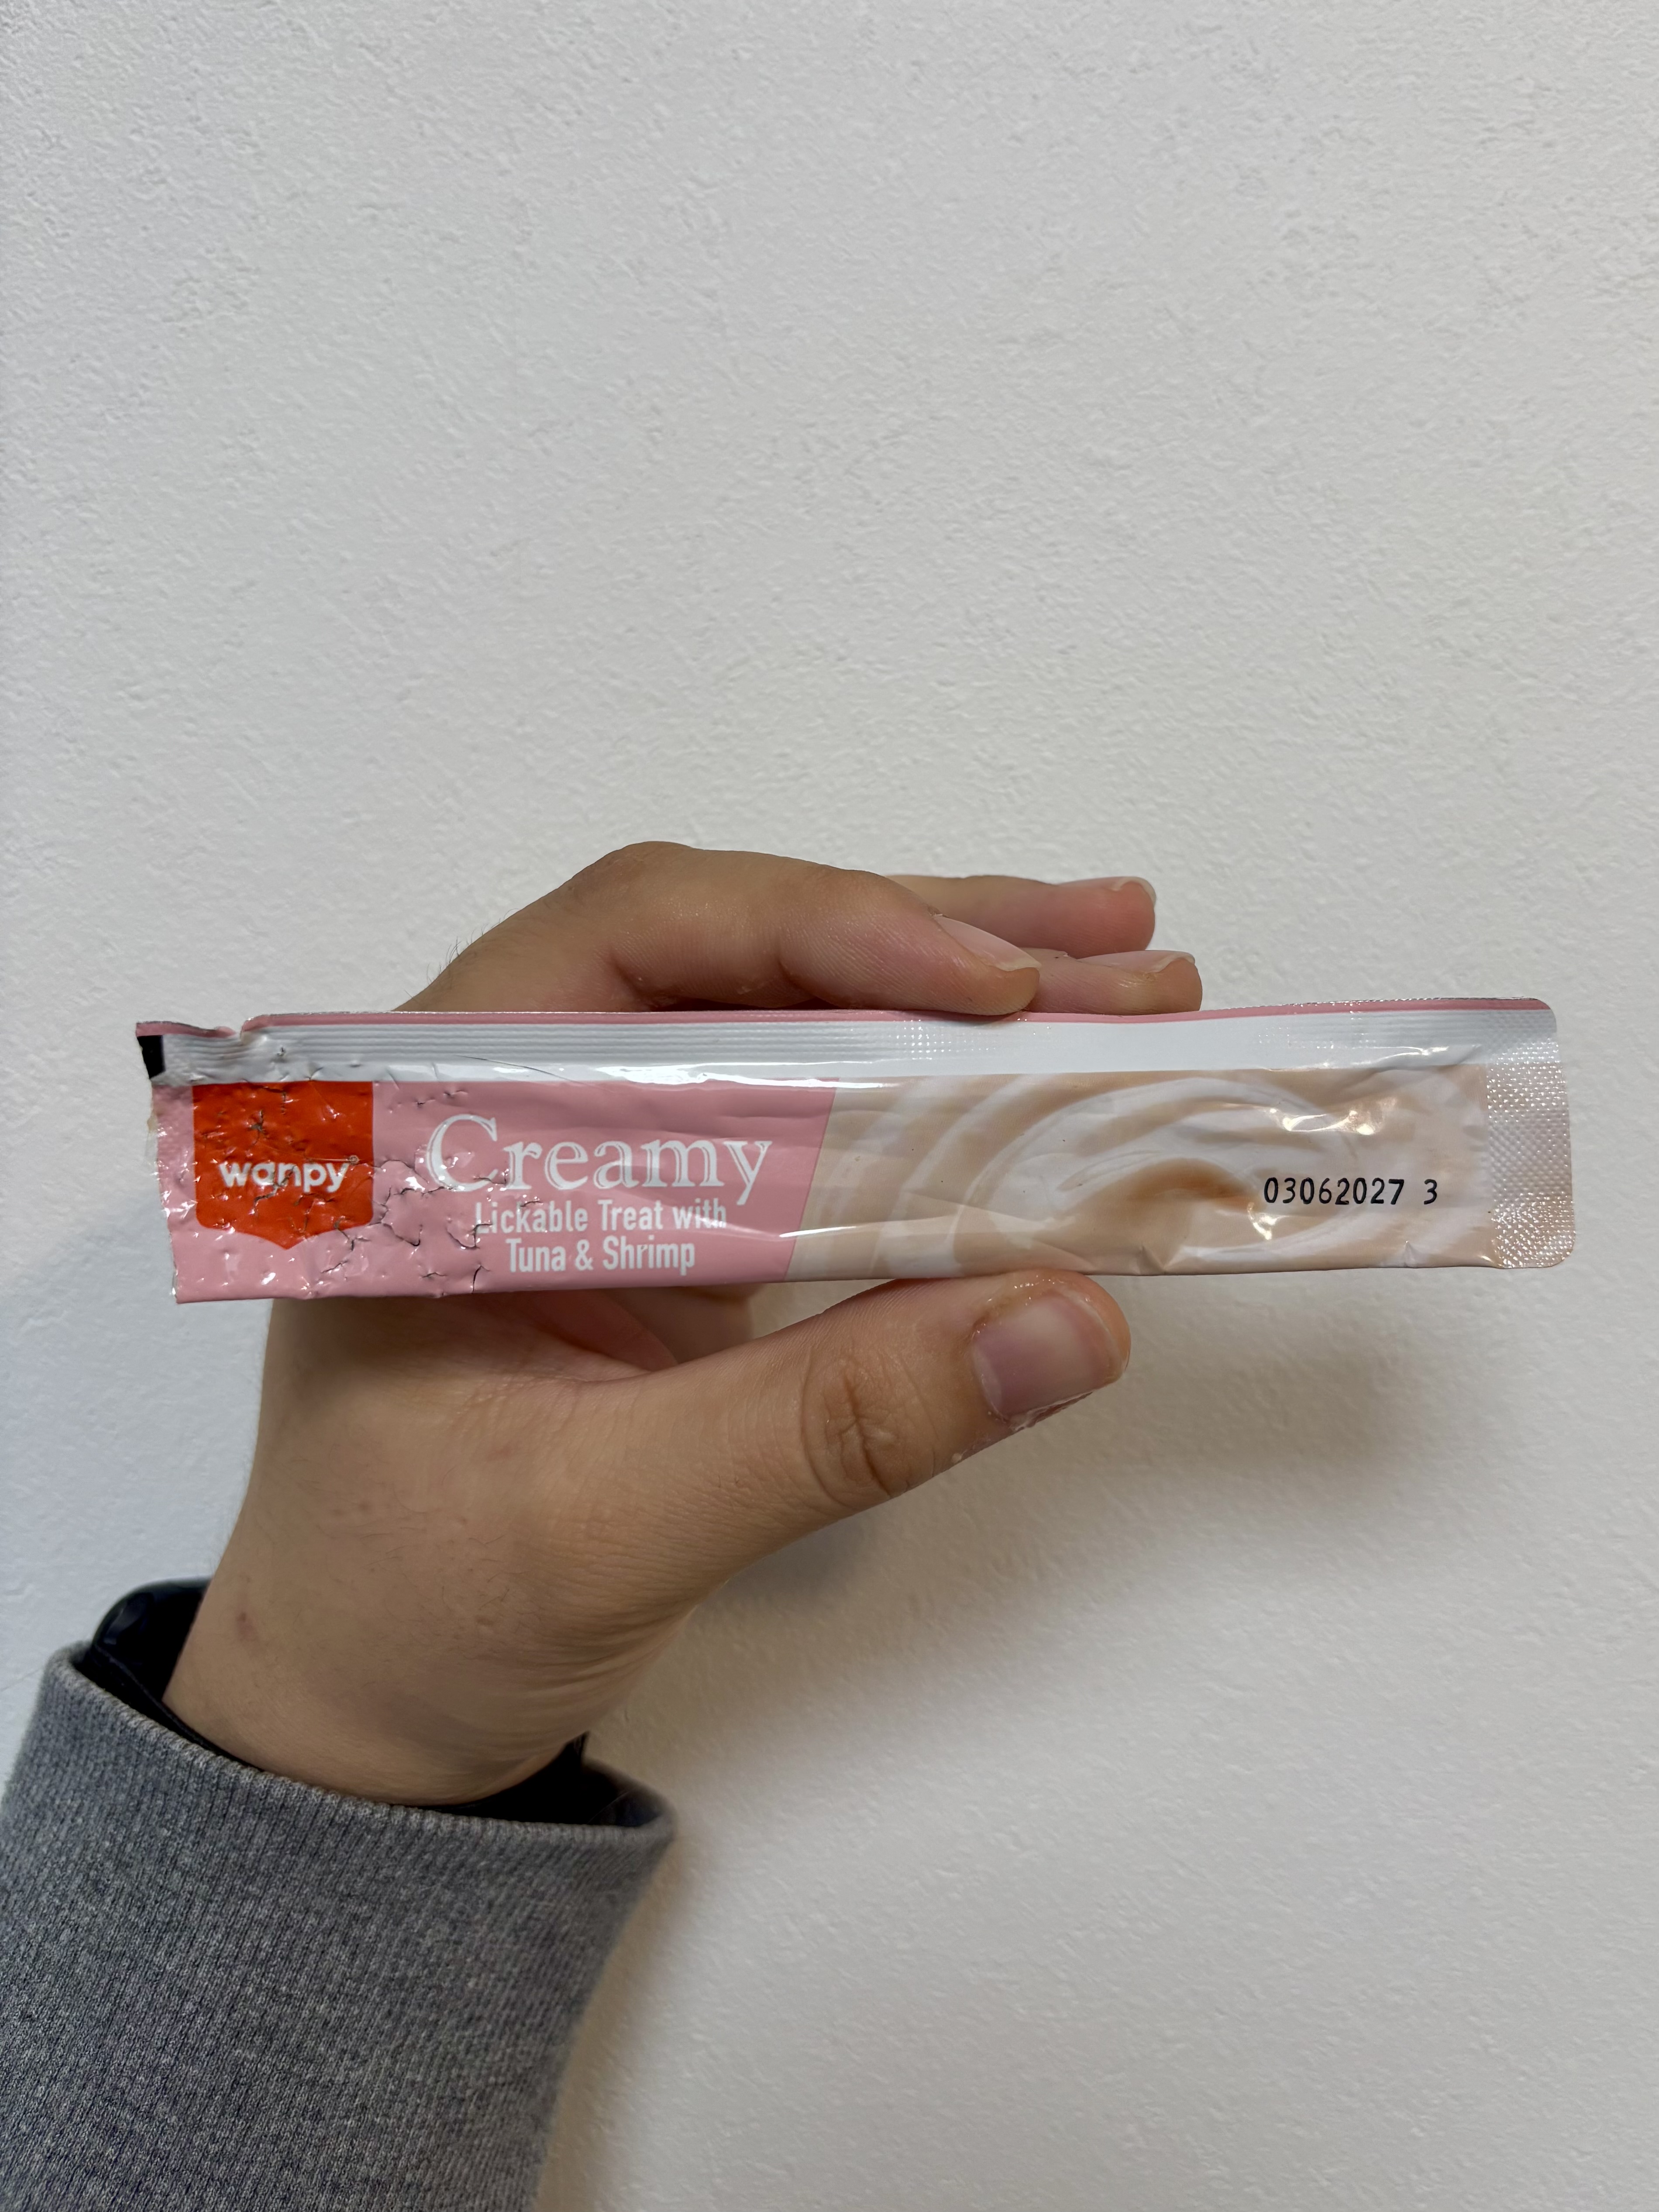 wanpy®
Creamy
Lickable Treat with
Tuna & Shrimp
03062027 3